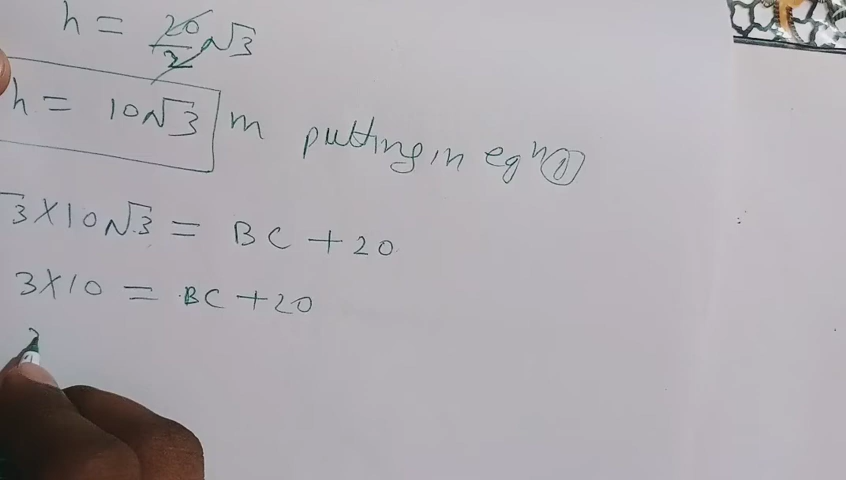 h = 20/2 √3
h = 10√3 m putting in eqn ①
√3 × 10√3 = BC + 20
3 × 10 = BC + 20